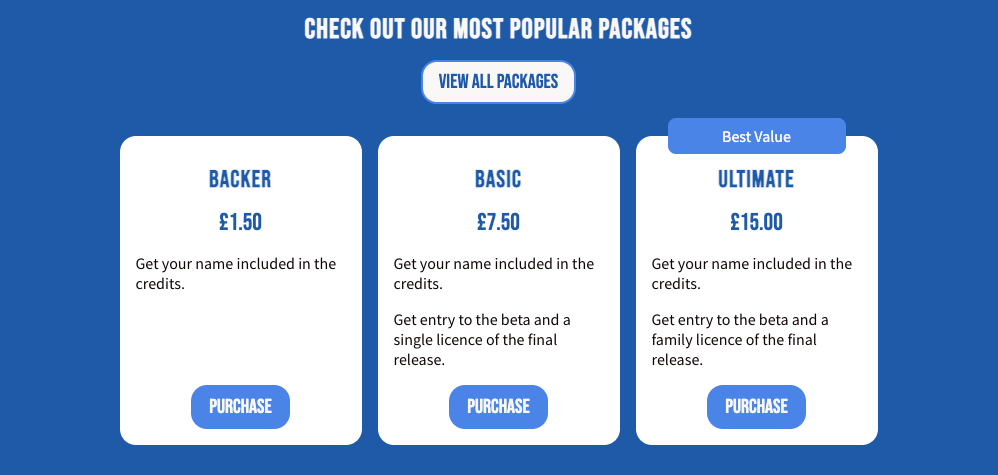 CHECK OUT OUR MOST POPULAR PACKAGES
VIEW ALL PACKAGES
BACKER
£1.50
Get your name included in the
credits.
PURCHASE
BASIC
£7.50
Get your name included in the
credits.
Get entry to the beta and a
single licence of the final
release.
PURCHASE
Best Value
ULTIMATE
£15.00
Get your name included in the
credits.
Get entry to the beta and a
family licence of the final
release.
PURCHASE